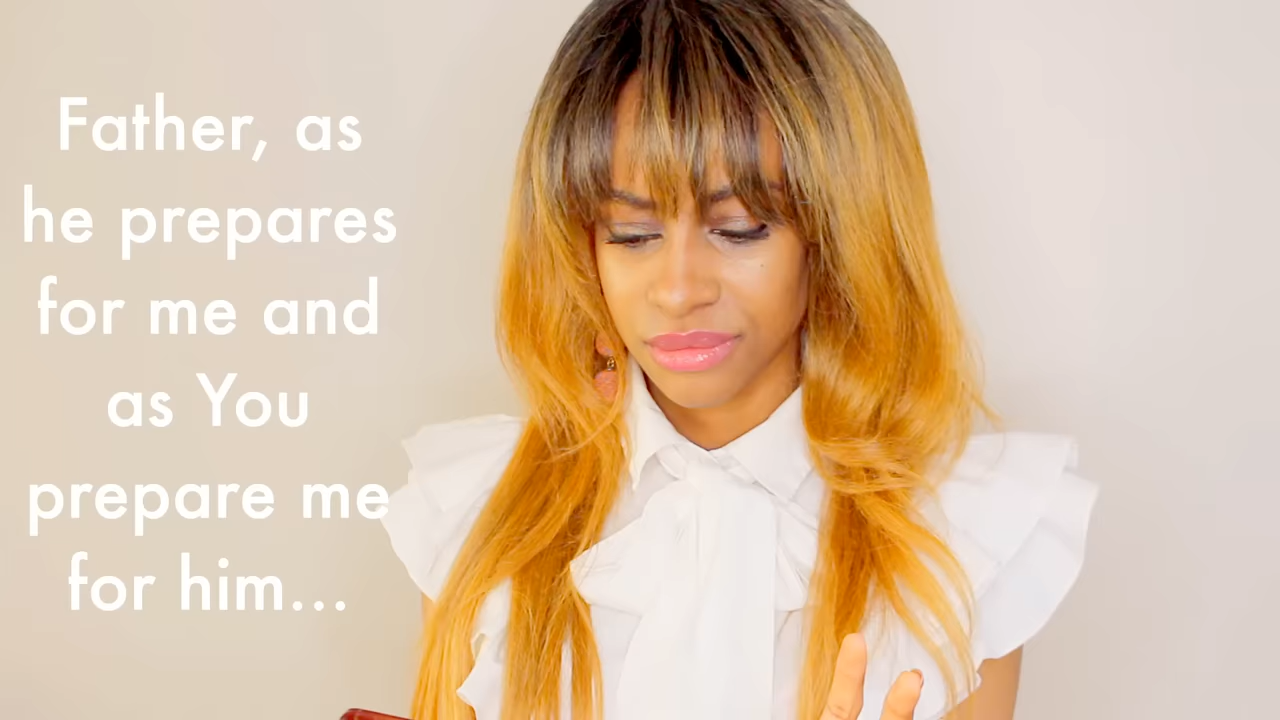 Father, as
he prepares
for me and
as You
prepare me
for him...